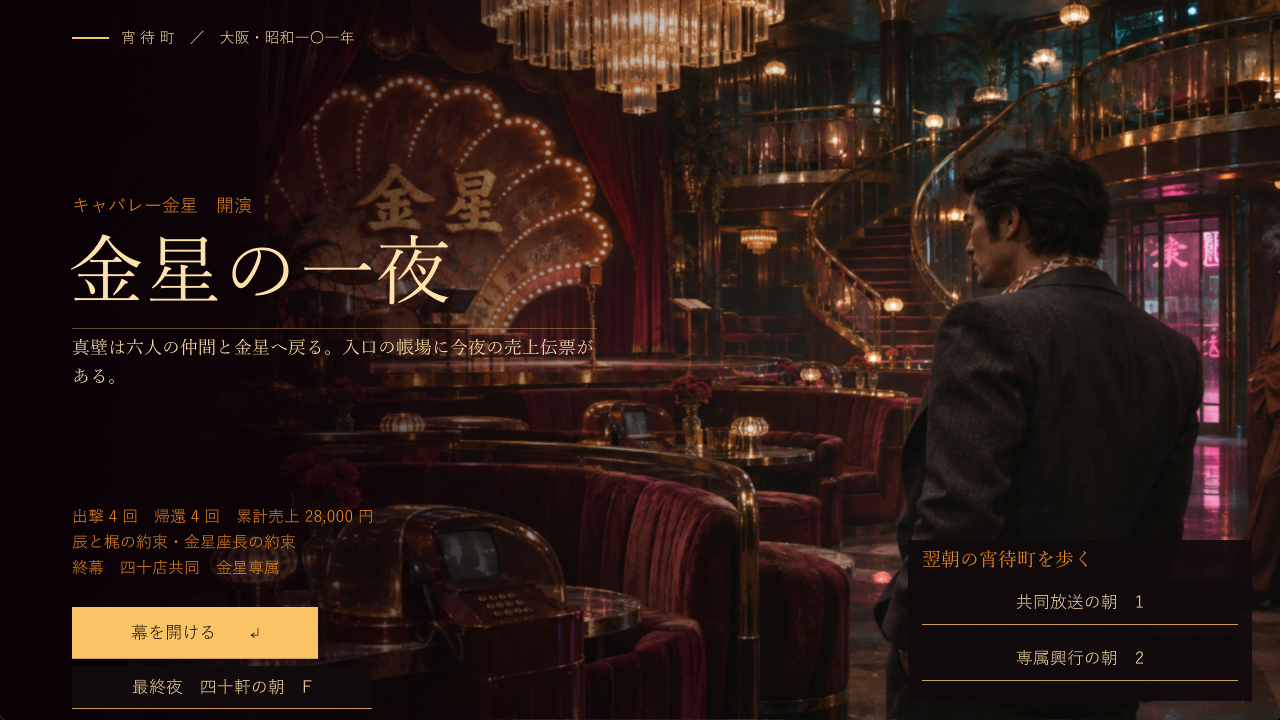 宵待町　／　大阪・昭和一〇一年
金星
キャバレー金星　開演
金星の一夜
真壁は六人の仲間と金星へ戻る。入口の帳場に今夜の売上伝票が
ある。
出撃 4 回　帰還 4 回　累計売上 28,000 円
辰と梶の約束・金星座長の約束
終幕　四十店共同　金星専属
幕を開ける　↲
最終夜　四十軒の朝　F
翌朝の宵待町を歩く
共同放送の朝　1
専属興行の朝　2